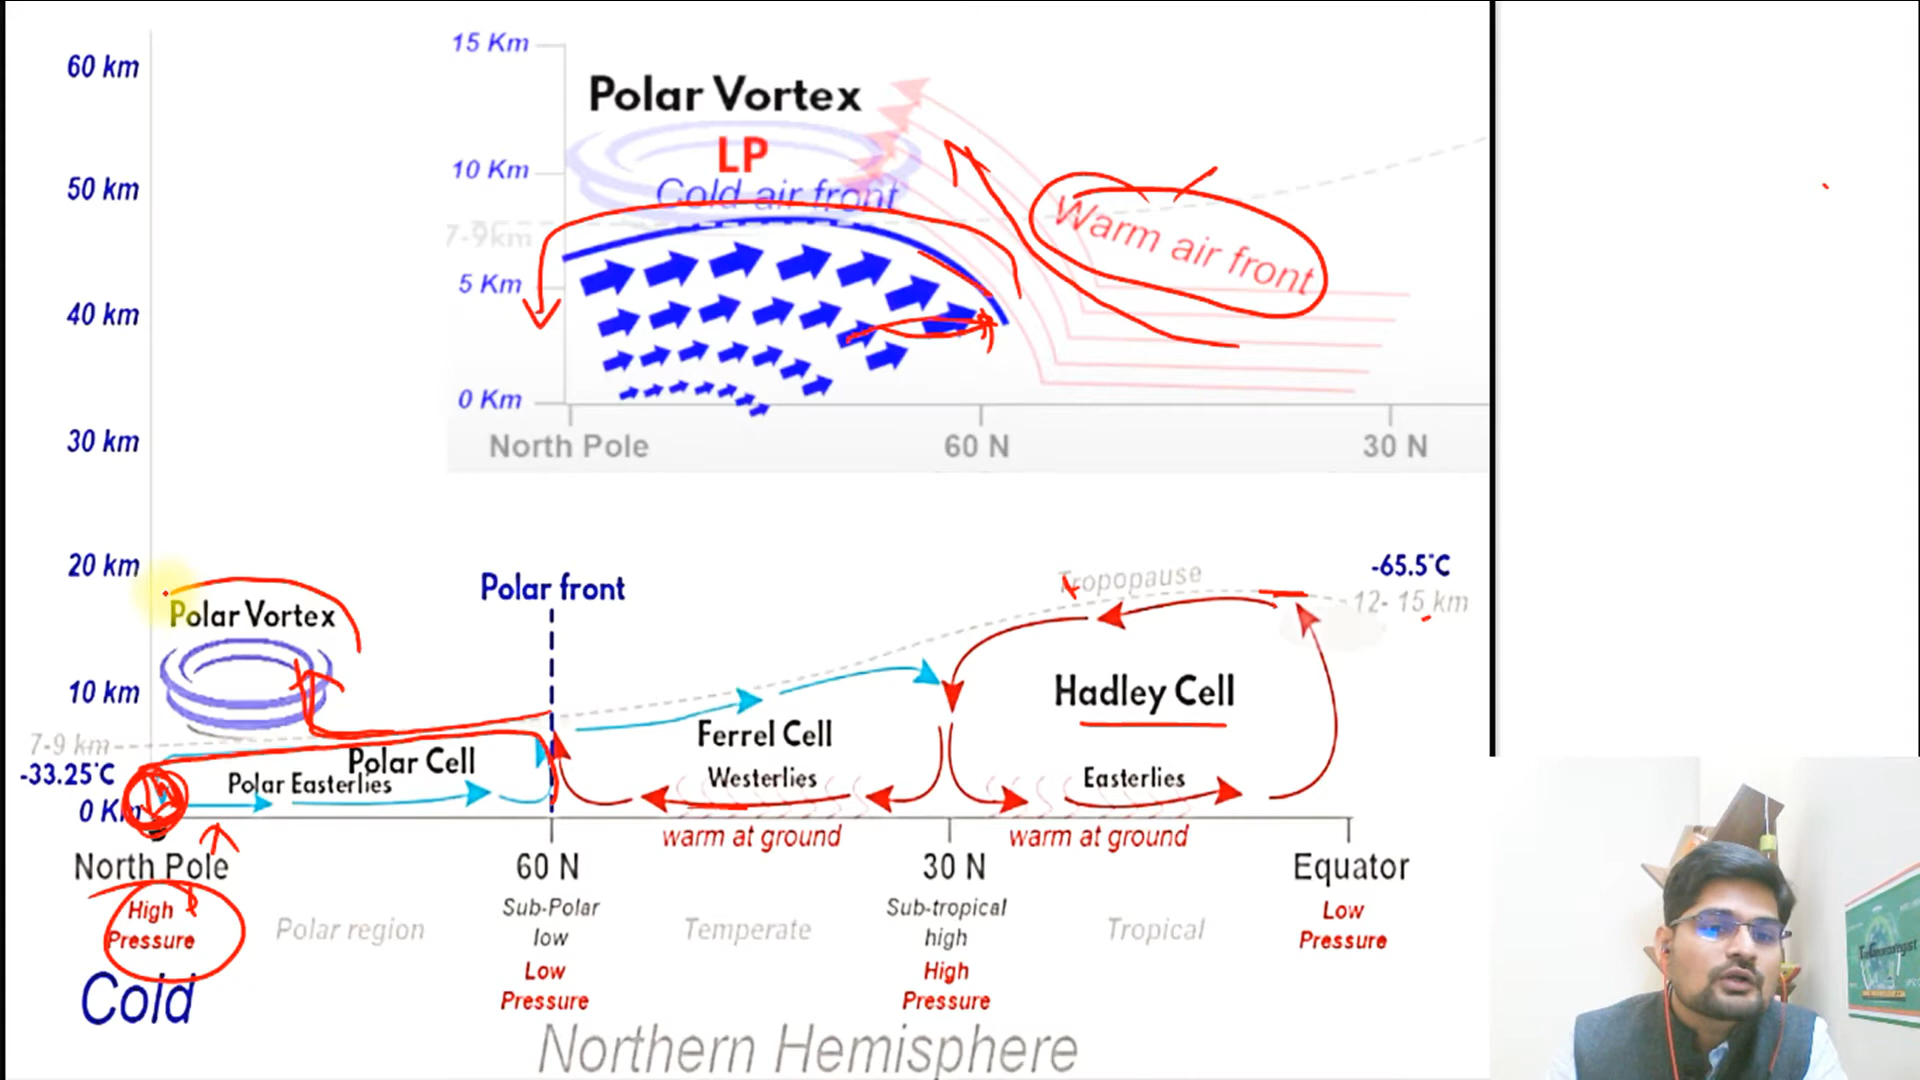 60 km
50 km
40 km
30 km
20 km
10 km
7-9 km
-33.25°C
0 Km
15 Km
10 Km
7-9km
5 Km
0 Km
Polar Vortex
LP
Cold air front
Warm air front
North Pole
60 N
30 N
Polar front
Tropopause
-65.5°C
12- 15 km
Polar Vortex
Polar Cell
Polar Easterlies
Ferrel Cell
Westerlies
Hadley Cell
Easterlies
warm at ground
warm at ground
North Pole
60 N
30 N
Equator
High
Pressure
Polar region
Sub-Polar
low
Low
Pressure
Temperate
Sub-tropical
high
High
Pressure
Tropical
Low
Pressure
Cold
Northern Hemisphere